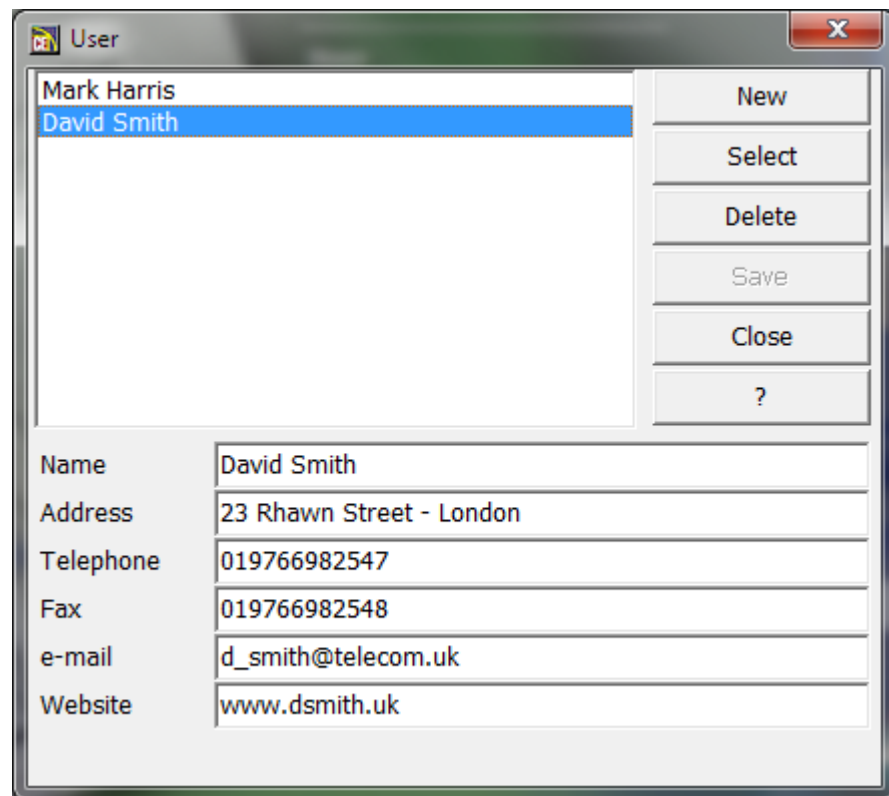 User
Mark Harris
David Smith
New
Select
Delete
Save
Close
?
Name David Smith
Address 23 Rhawn Street - London
Telephone 019766982547
Fax 019766982548
e-mail d_smith@telecom.uk
Website www.dsmith.uk